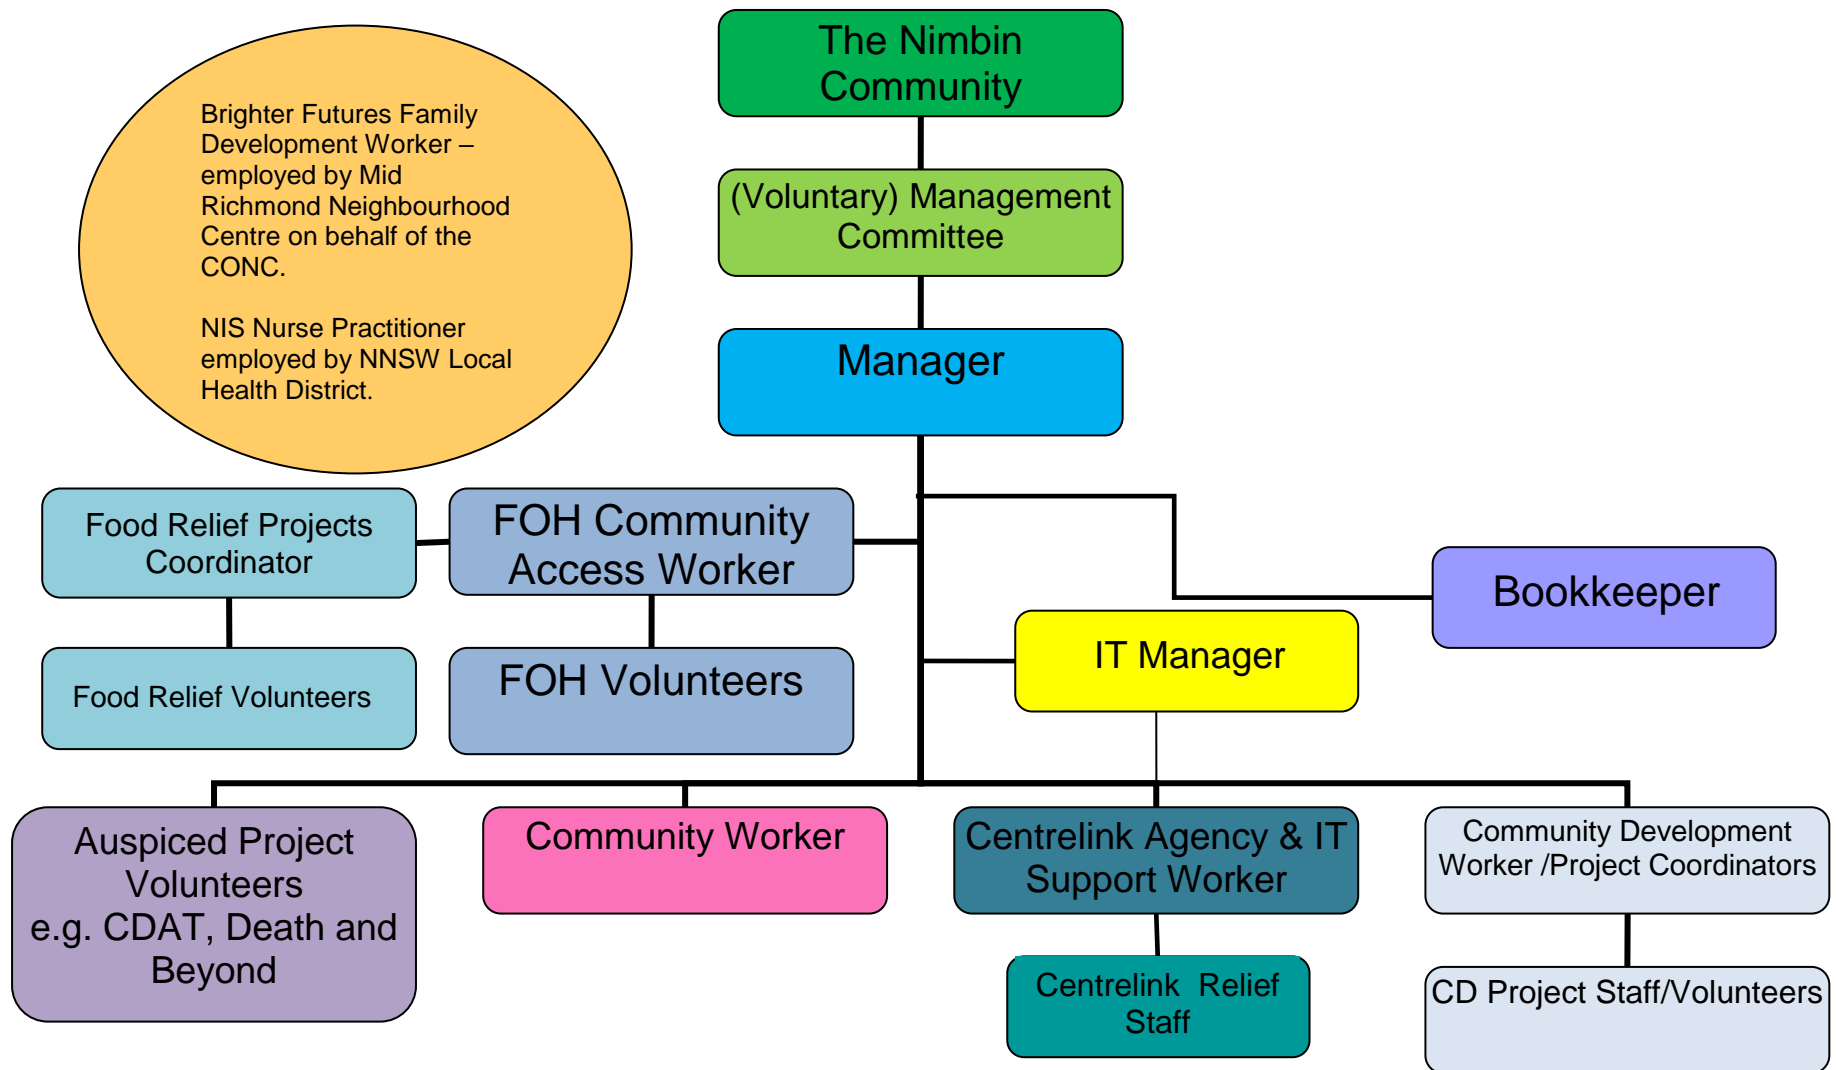 The Nimbin
Community
Brighter Futures Family
Development Worker –
employed by Mid
Richmond Neighbourhood
Centre on behalf of the
CONC.
NIS Nurse Practitioner
employed by NNSW Local
Health District.
(Voluntary) Management
Committee
Manager
Food Relief Projects
Coordinator
FOH Community
Access Worker
Bookkeeper
IT Manager
Food Relief Volunteers
FOH Volunteers
Auspiced Project
Volunteers
e.g. CDAT, Death and
Beyond
Community Worker
Centrelink Agency & IT
Support Worker
Community Development
Worker /Project Coordinators
Centrelink Relief
Staff
CD Project Staff/Volunteers